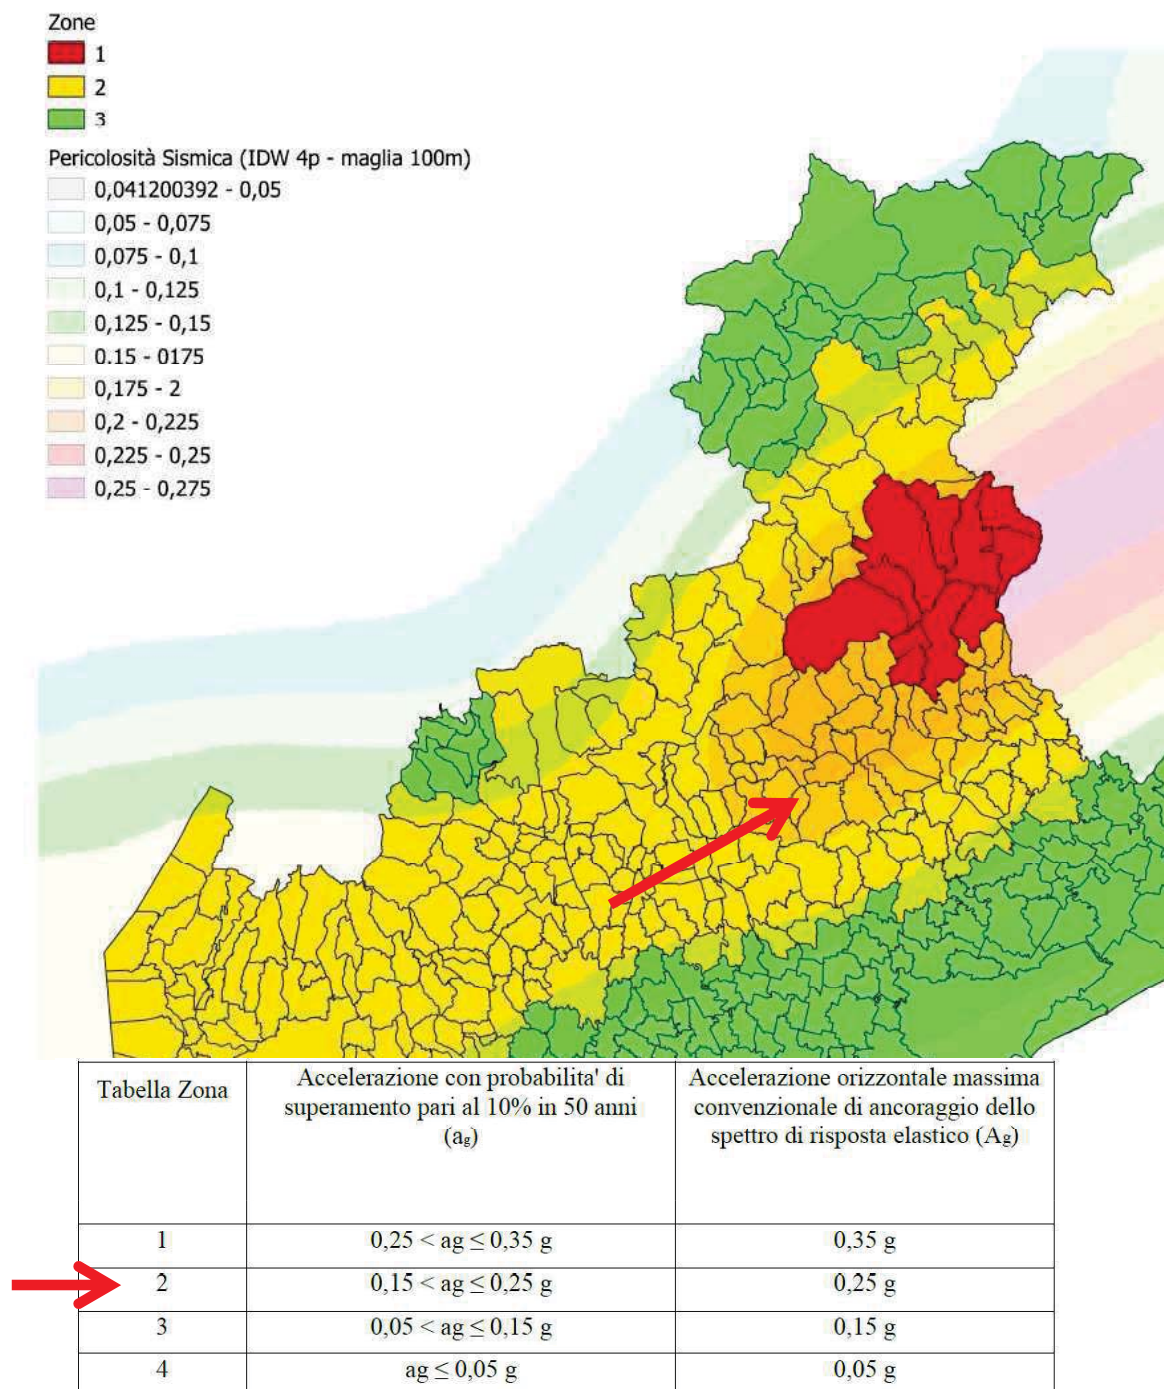 Zone
1
2
3
Pericolosità Sismica (IDW 4p - maglia 100m)
0,041200392 - 0,05
0,05 - 0,075
0,075 - 0,1
0,1 - 0,125
0,125 - 0,15
0.15 - 0175
0,175 - 2
0,2 - 0,225
0,225 - 0,25
0,25 - 0,275
Tabella Zona
Accelerazione con probabilita' di
superamento pari al 10% in 50 anni
(ag)
Accelerazione orizzontale massima
convenzionale di ancoraggio dello
spettro di risposta elastico (Ag)
1
0,25 < ag ≤ 0,35 g
0,35 g
2
0,15 < ag ≤ 0,25 g
0,25 g
3
0,05 < ag ≤ 0,15 g
0,15 g
4
ag ≤ 0,05 g
0,05 g